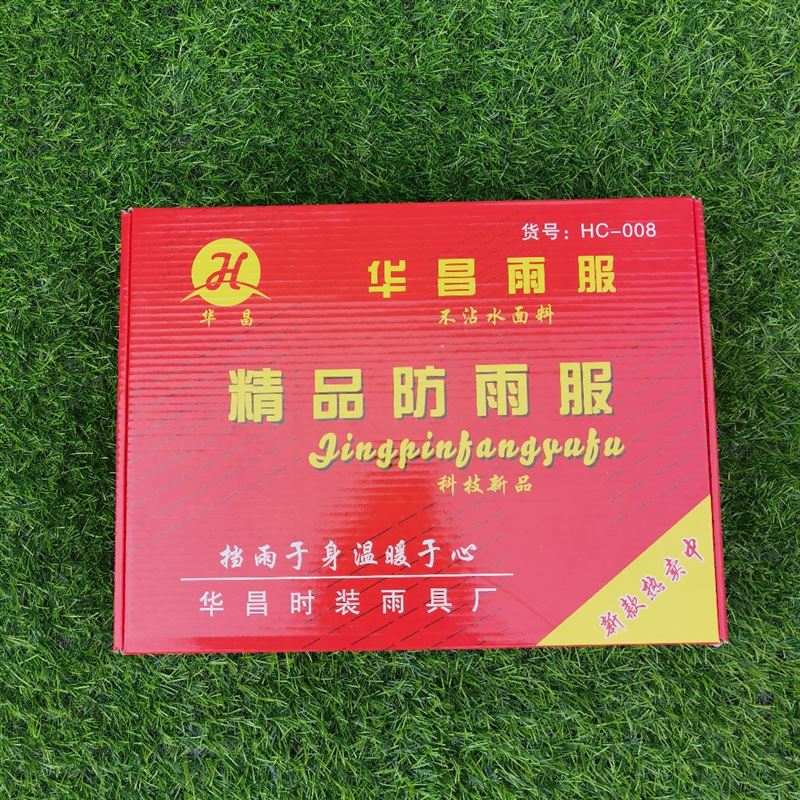 货号：HC-008
H
华昌
华昌雨服
不沾水面料
精品防雨服
Jingpinfangyufu
科技新品
挡雨于身温暖于心
华昌时装雨具厂
新款热卖中